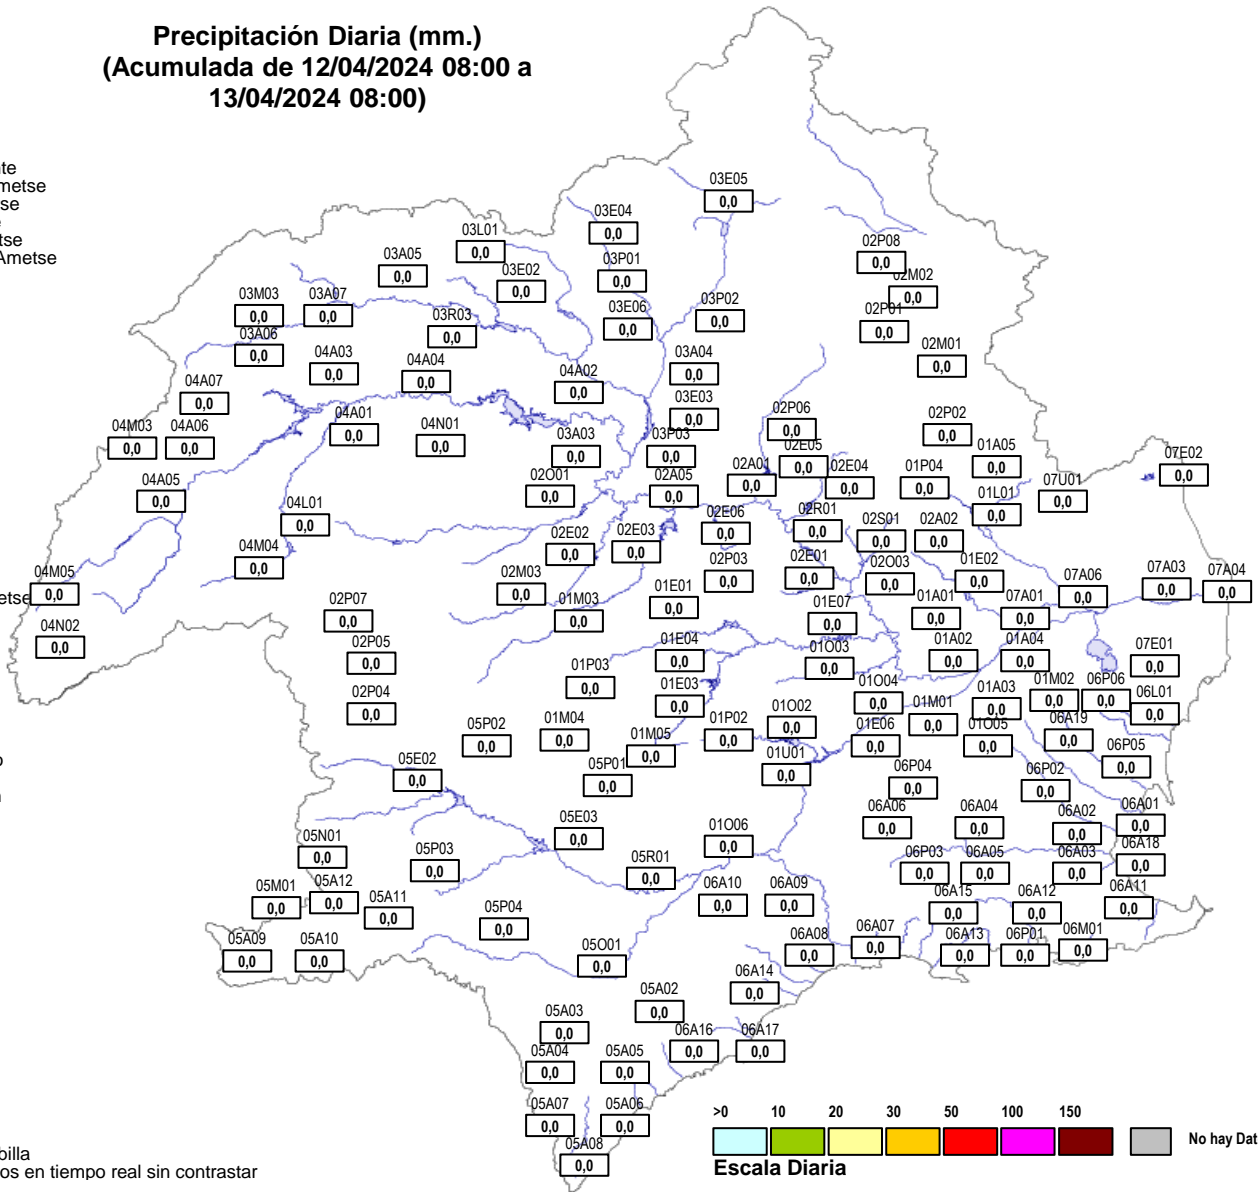 Precipitación Diaria (mm.)
(Acumulada de 12/04/2024 08:00 a
13/04/2024 08:00)
nte
metse
tse
e
tse
Ametse
03E05
0,0
03E04
0,0
03L01
0,0
03A05
0,0
03E02
0,0
03P01
0,0
02P08
0,0
02M02
0,0
03M03
0,0
03A07
0,0
03R03
0,0
03E06
0,0
03P02
0,0
02P01
0,0
03A06
0,0
04A03
0,0
04A04
0,0
04A02
0,0
03A04
0,0
02M01
0,0
04A07
0,0
04A01
0,0
04N01
0,0
03E03
0,0
02P06
0,0
02P02
0,0
04M03
0,0
04A06
0,0
03A03
0,0
03P03
0,0
02E05
0,0
01A05
0,0
07E02
0,0
04A05
0,0
02O01
0,0
02A05
0,0
02A01
0,0
02E04
0,0
01P04
0,0
01L01
0,0
07U01
0,0
04L01
0,0
02E02
0,0
02E03
0,0
02E06
0,0
02R01
0,0
02S01
0,0
02A02
0,0
04M05
0,0
etse
04M04
0,0
02M03
0,0
01M03
0,0
01E01
0,0
02P03
0,0
02E01
0,0
02O03
0,0
01E02
0,0
07A06
0,0
07A03
0,0
07A04
0,0
04N02
0,0
02P07
0,0
01E07
0,0
01A01
0,0
07A01
0,0
02P05
0,0
01E04
0,0
01O03
0,0
01A02
0,0
01A04
0,0
07E01
0,0
02P04
0,0
01P03
0,0
01E03
0,0
01O04
0,0
01M01
0,0
01A03
0,0
01M02
0,0
06P06
0,0
06L01
0,0
05P02
0,0
01M04
0,0
01M05
0,0
01P02
0,0
01O02
0,0
01E06
0,0
01O05
0,0
06A19
0,0
06P05
0,0
05E02
0,0
05P01
0,0
01U01
0,0
06P04
0,0
06P02
0,0
05E03
0,0
01O06
0,0
06A06
0,0
06A04
0,0
06A02
0,0
06A01
0,0
05N01
0,0
05P03
0,0
05R01
0,0
06P03
0,0
06A05
0,0
06A03
0,0
06A18
0,0
05M01
0,0
05A12
0,0
05A11
0,0
05P04
0,0
06A10
0,0
06A09
0,0
06A15
0,0
06A12
0,0
06A11
0,0
05A09
0,0
05A10
0,0
05O01
0,0
06A08
0,0
06A07
0,0
06A13
0,0
06P01
0,0
06M01
0,0
05A03
0,0
05A02
0,0
06A14
0,0
05A04
0,0
05A05
0,0
06A16
0,0
06A17
0,0
05A07
0,0
05A06
0,0
05A08
0,0
>0 10 20 30 50 100 150
No hay Dat
Escala Diaria
billa
os en tiempo real sin contrastar